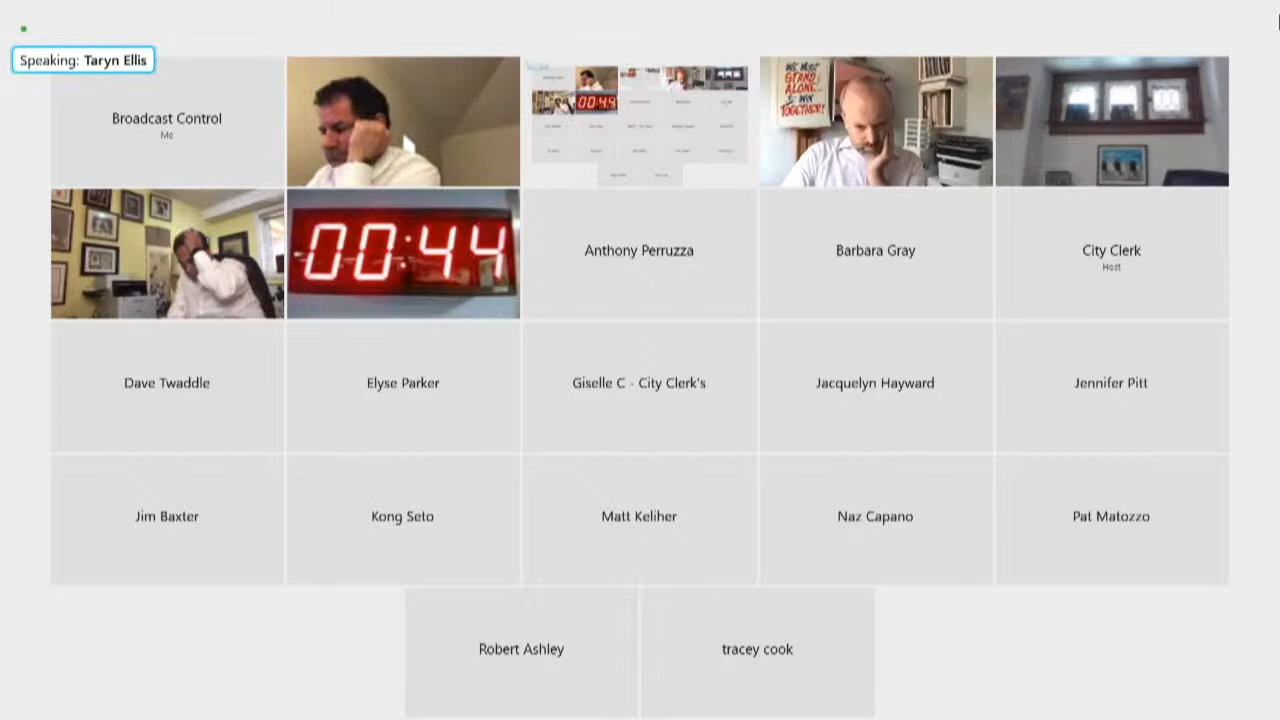 Speaking: Taryn Ellis
Broadcast Control
Me
00:44
WE MUST
STAND
ALONE...
WIN
TOGETHER!
00:44
Anthony Perruzza
Barbara Gray
City Clerk
Host
Dave Twaddle
Elyse Parker
Giselle C - City Clerk's
Jacquelyn Hayward
Jennifer Pitt
Jim Baxter
Kong Seto
Matt Keliher
Naz Capano
Pat Matozzo
Robert Ashley
tracey cook